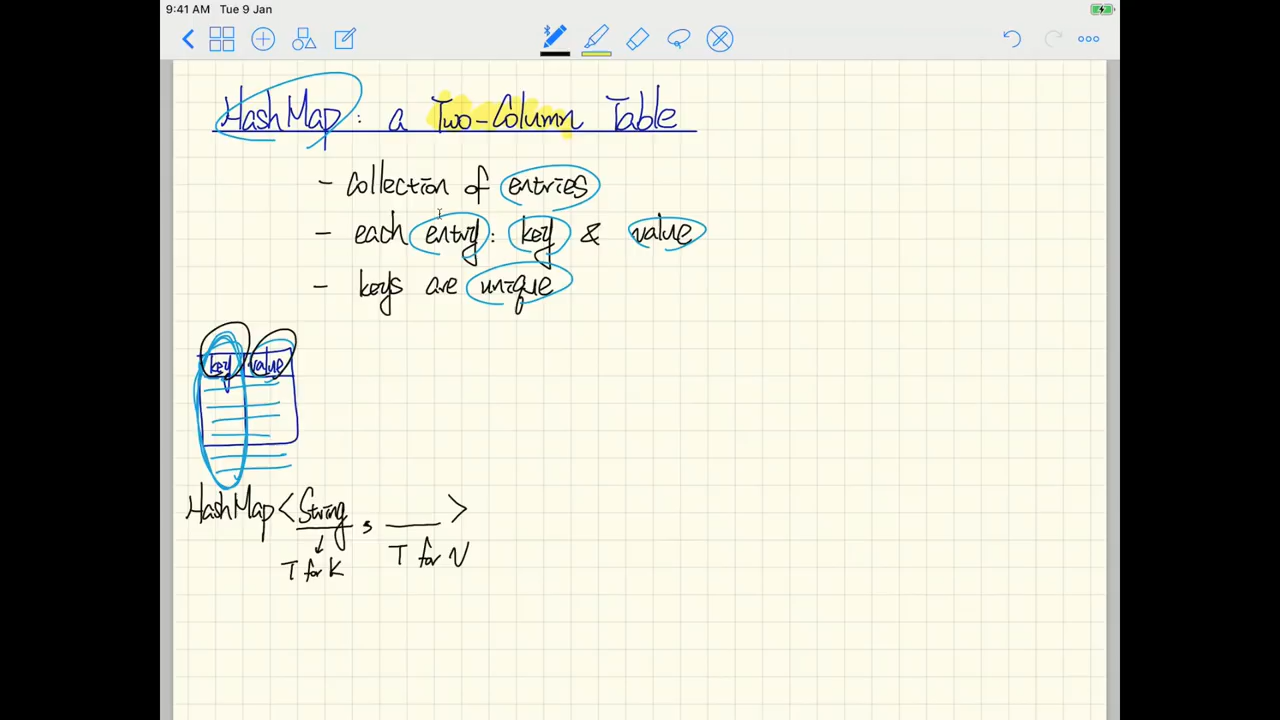 9:41 AM Tue 9 Jan
HashMap: a Two-Column Table
- collection of entries
- each entry: key & value
- keys are unique
key value
HashMap <String, ___>
T for K T for V